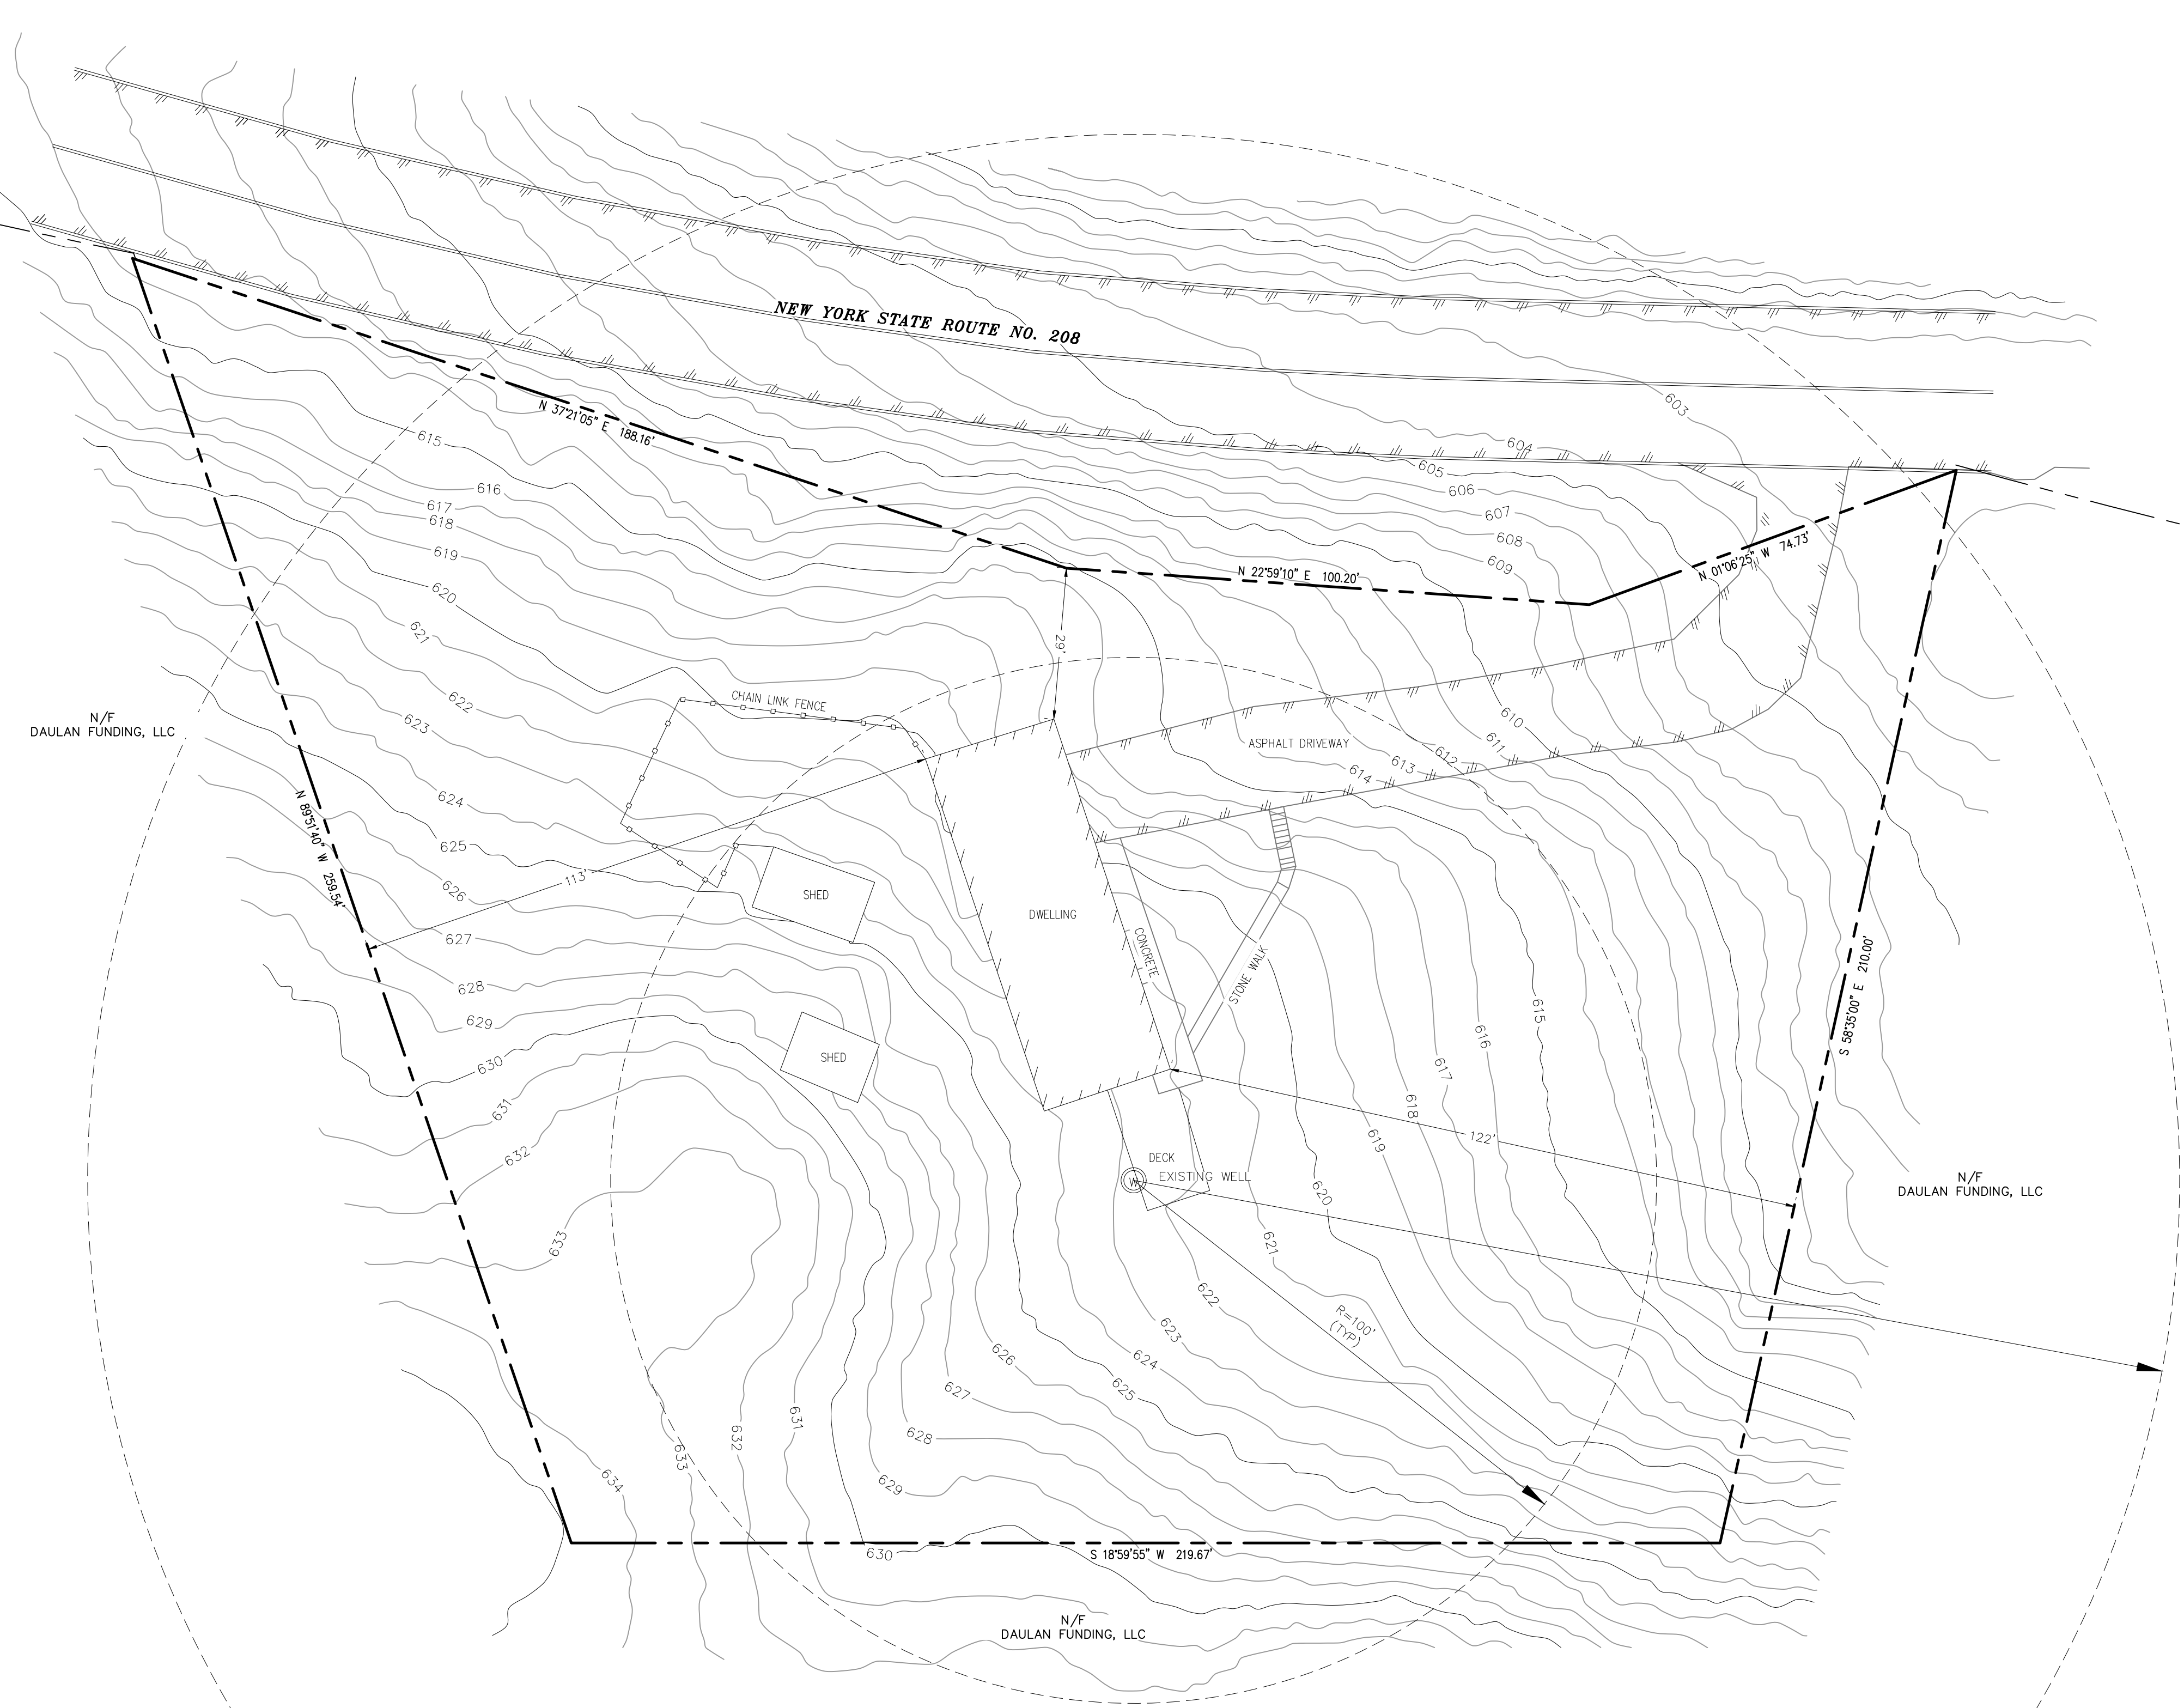 NEW YORK STATE ROUTE NO. 208
603
N 37°21'05" E 188.16'
615
604
605
616
606
617
607
618
608
619
609
N 22°59'10" E 100.20'
N 01°06'25" W 74.73'
620
621
29'
622
CHAIN LINK FENCE
N/F
DAULAN FUNDING, LLC
623
610
611
ASPHALT DRIVEWAY
612
613
614
624
N 89°51'40" W 259.54'
625
113'
626
SHED
DWELLING
627
CONCRETE
STONE WALK
628
S 58°35'00" E 210.00'
629
615
616
630
SHED
617
631
618
632
619
122'
DECK
EXISTING WELL
N/F
DAULAN FUNDING, LLC
620
633
621
622
R=100'
(TYP)
623
624
626
625
627
631
632
628
633
634
629
630
S 18°59'55" W 219.67'
N/F
DAULAN FUNDING, LLC
W